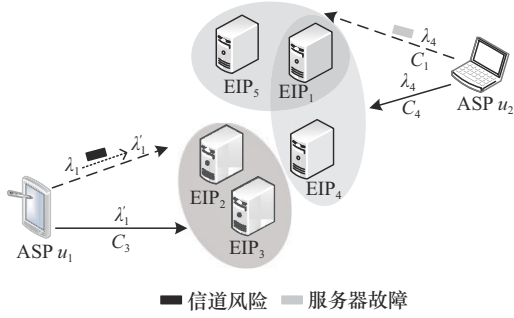 λ₄
C₁
EIP₅
EIP₁
λ₄
C₄
ASP u₂
λ₁
λ′₁
EIP₂
EIP₄
EIP₃
λ′₁
C₃
ASP u₁
信道风险 服务器故障